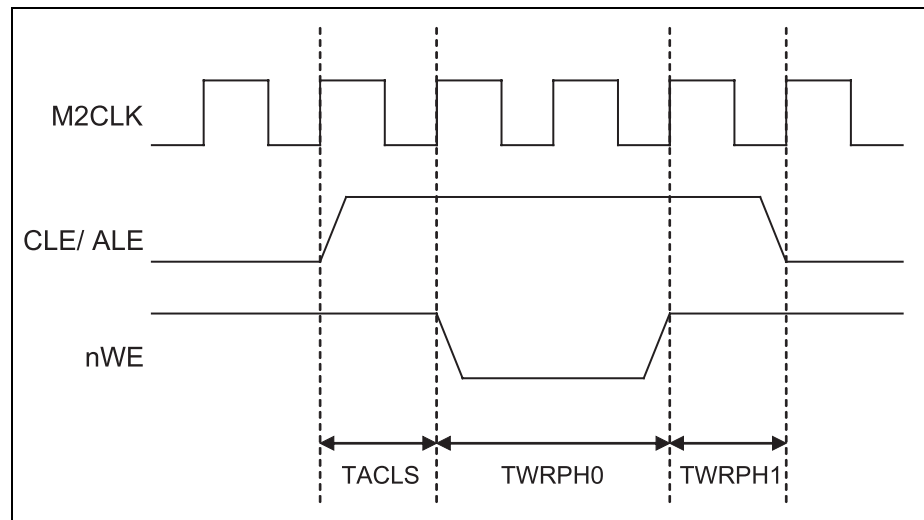 M2CLK
CLE/ ALE
nWE
TACLS
TWRPH0
TWRPH1